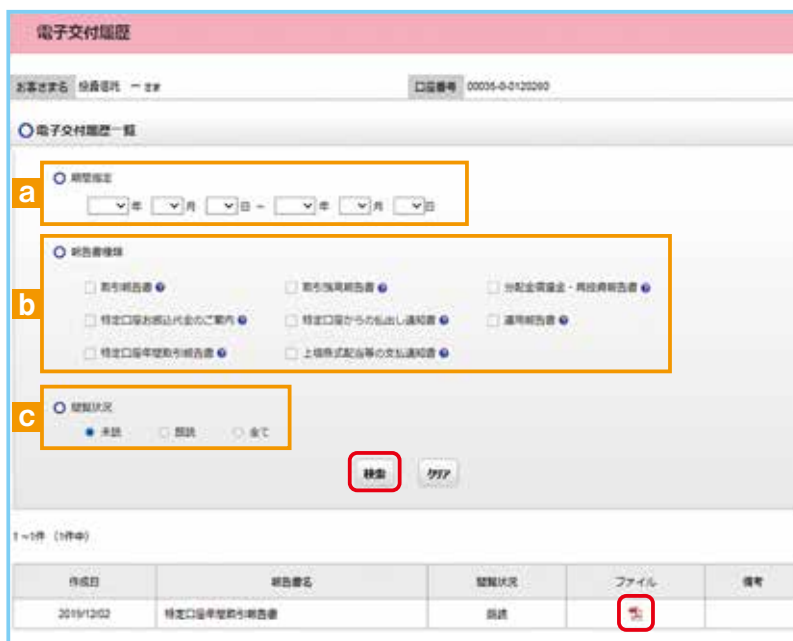 電子交付履歴
お客さま名 投資信託 一 さま 口座番号 00036-0-0120260
電子交付履歴一覧
a
期間指定
年 月 日 ~ 年 月 日
b
報告書種類
取引報告書 取引残高報告書 分配金償還金・再投資報告書
特定口座お振込代金のご案内 特定口座からの払出し通知書 運用報告書
特定口座年間取引報告書 上場株式配当等の支払通知書
c
閲覧状況
未読 既読 全て
検索 クリア
1~1件 (1件中)
作成日 報告書名 閲覧状況 ファイル 備考
2019/12/02 特定口座年間取引報告書 既読